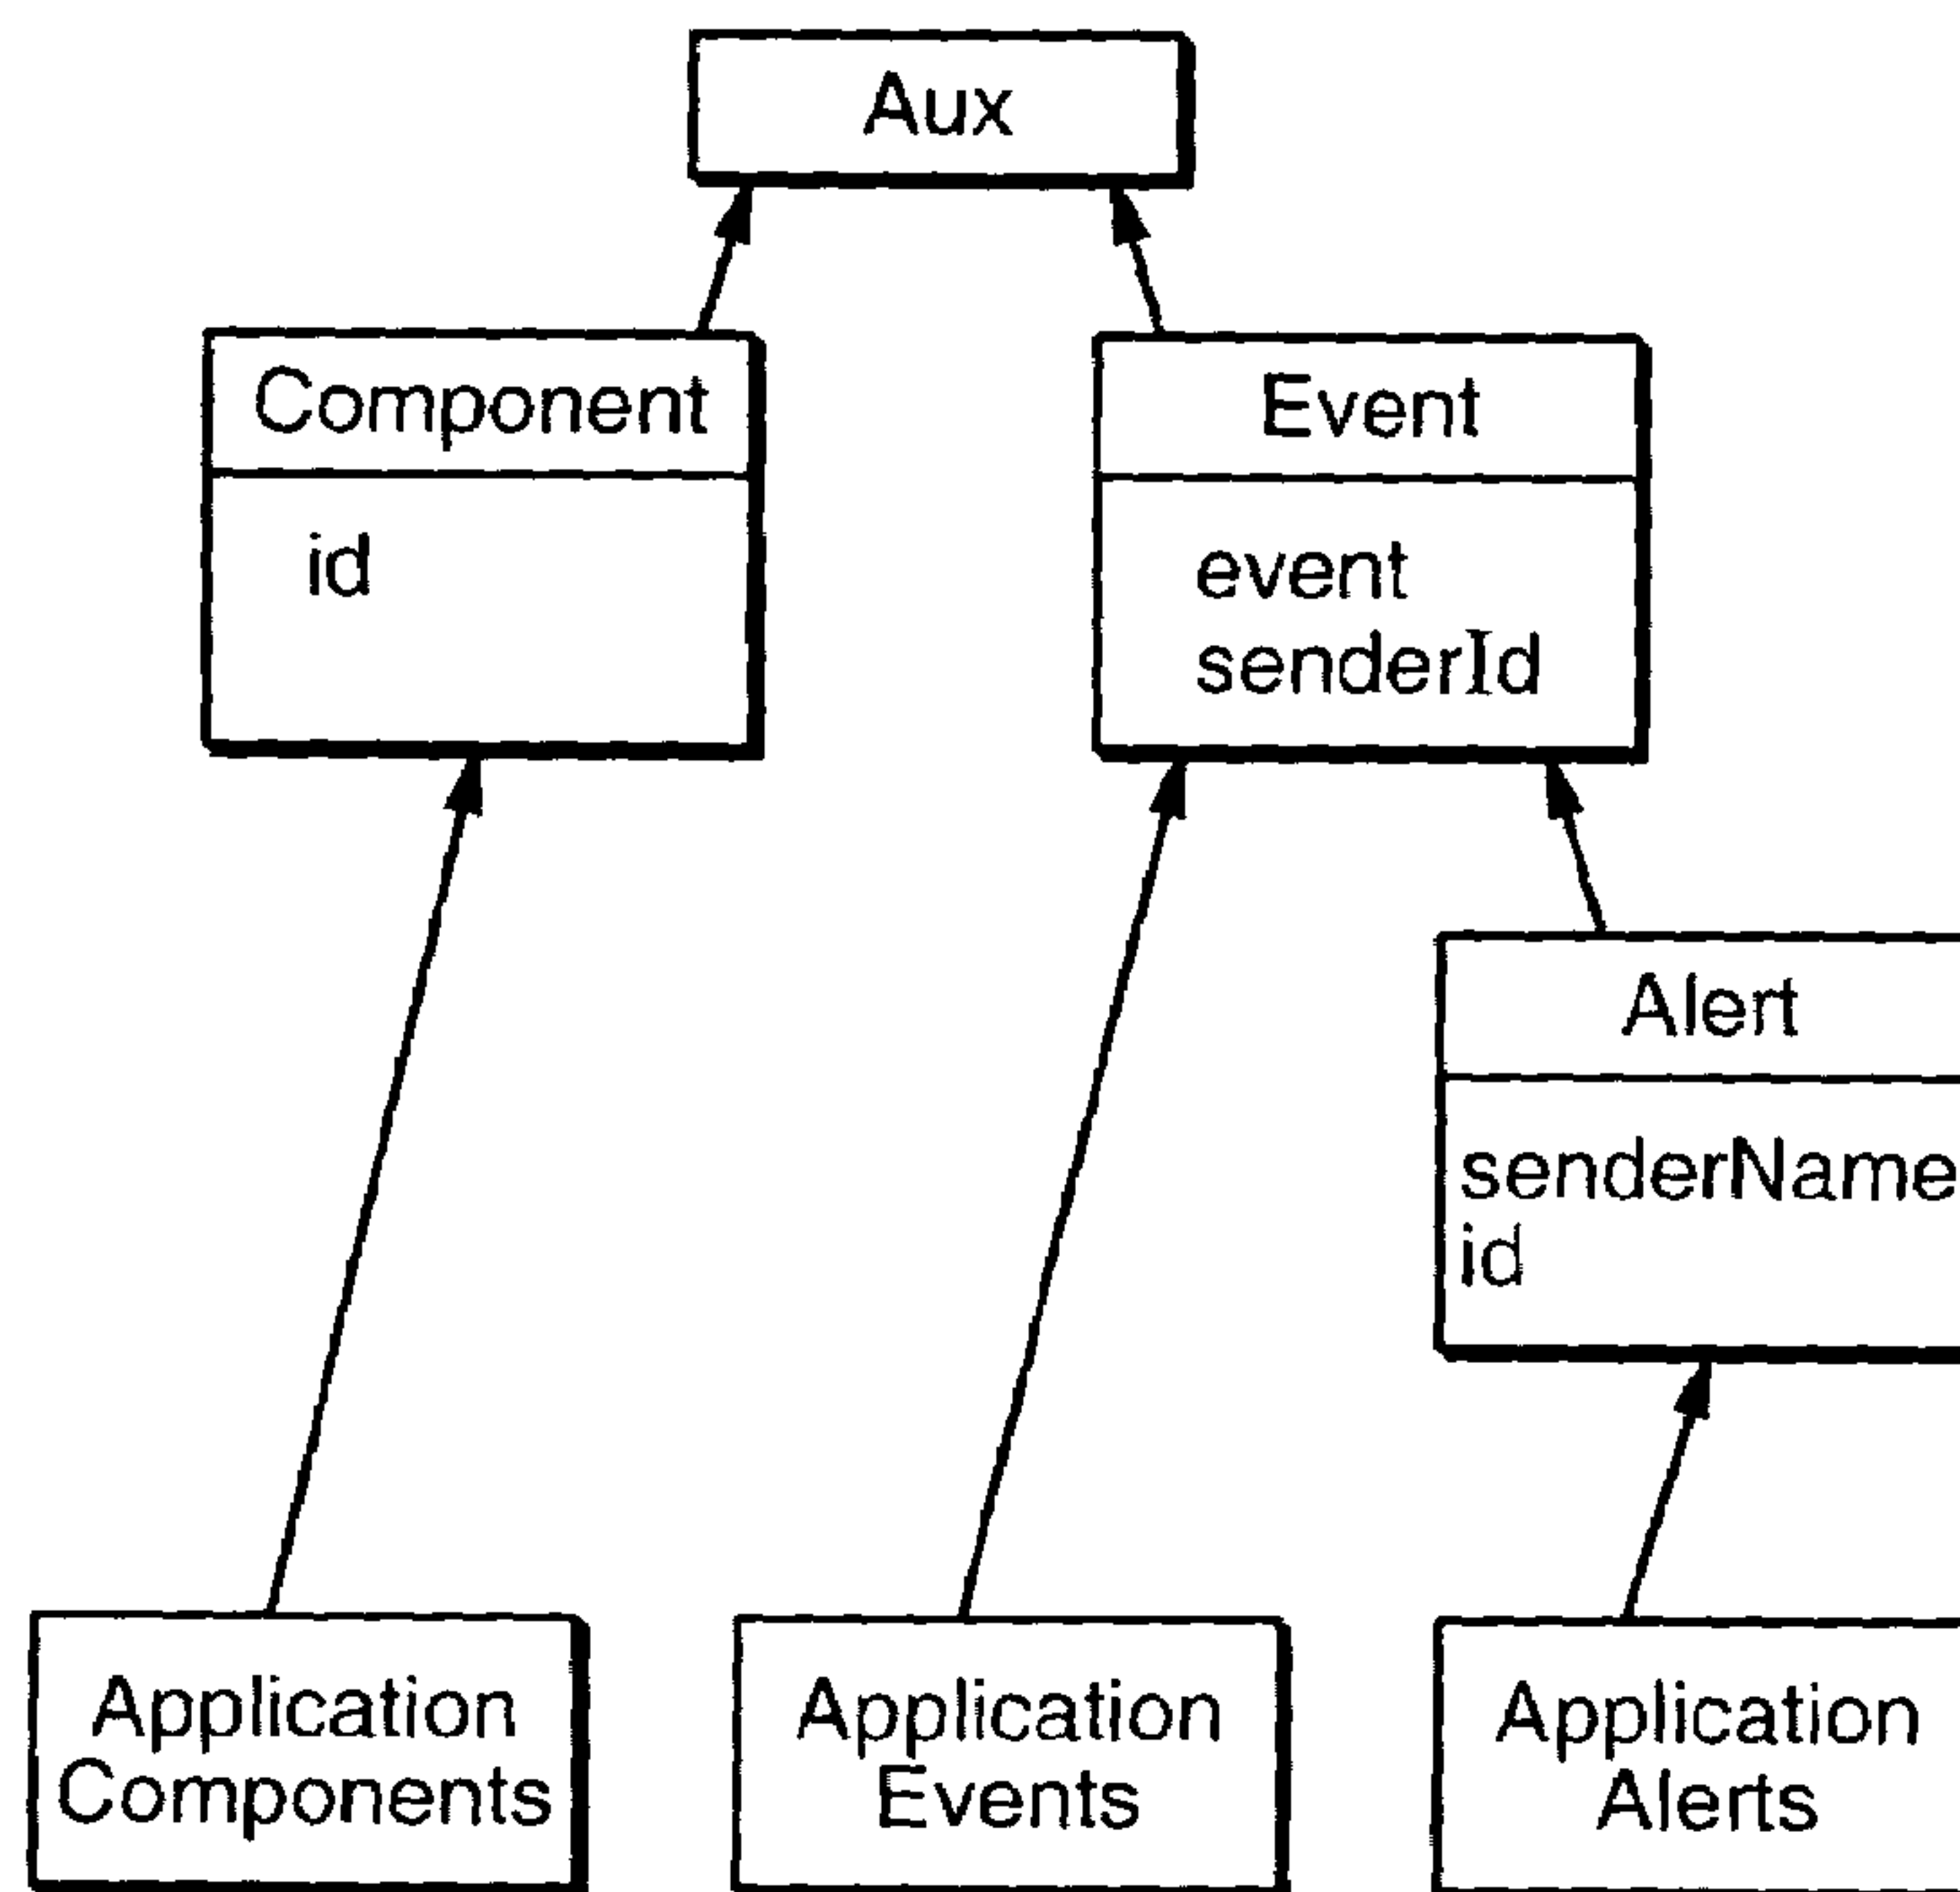 Aux
Component
id
Event
event
senderId
Alert
senderName
id
Application
Components
Application
Events
Application
Alerts